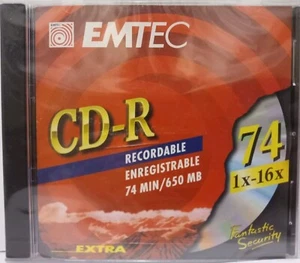 EMTEC
CD-R
RECORDABLE
ENREGISTRABLE
74 MIN/650 MB
74
1x-16x
Fantastic
Security
EXTRA